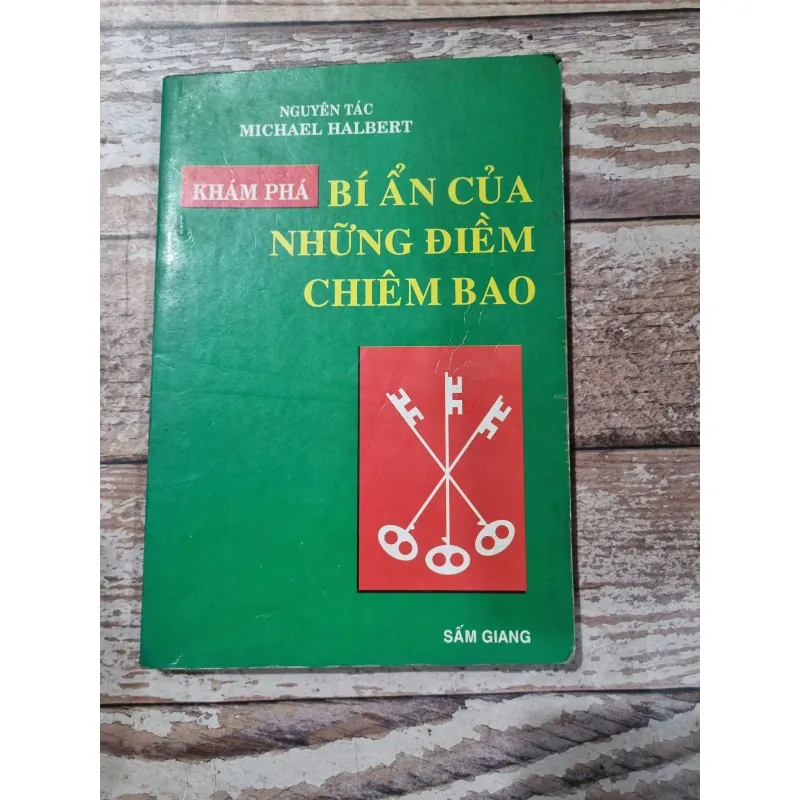 NGUYÊN TÁC
MICHAEL HALBERT
KHÁM PHÁ BÍ ẨN CỦA
NHỮNG ĐIỀM
CHIÊM BAO
SẤM GIANG